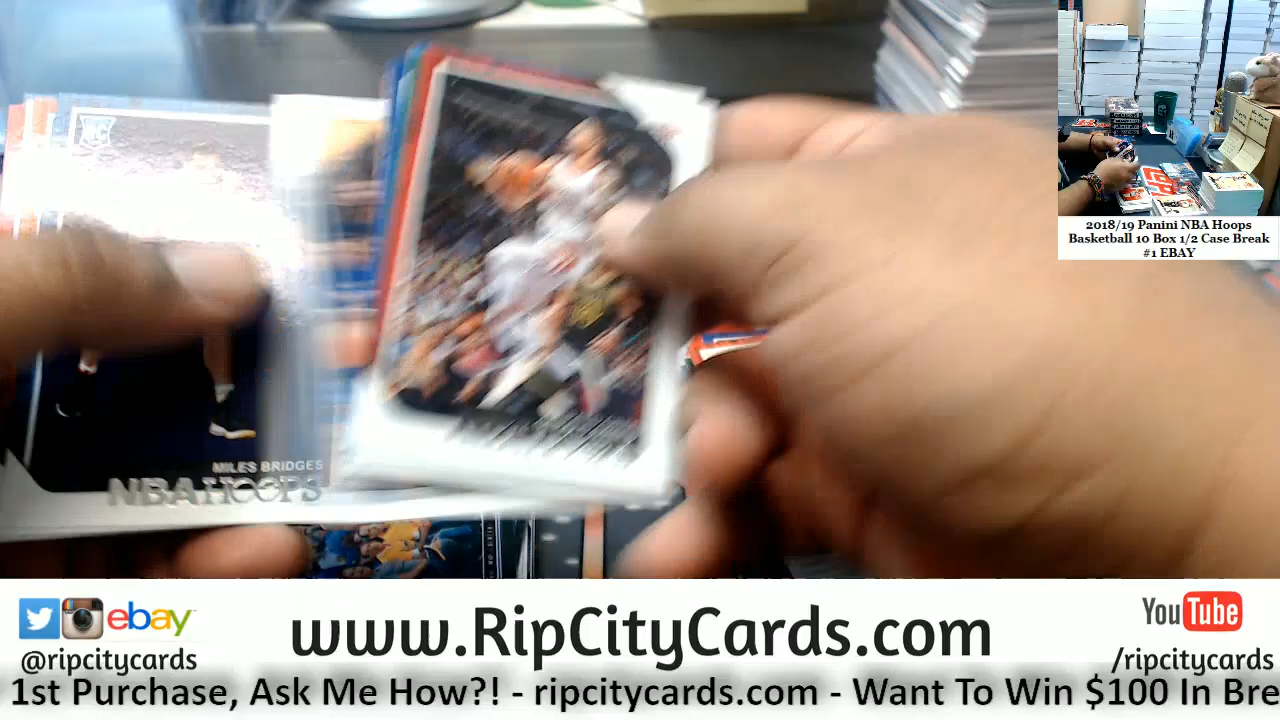 RC
MILES BRIDGES
NBA HOOPS
2018/19 Panini NBA Hoops
Basketball 10 Box 1/2 Case Break
#1 EBAY
ebay
@ripcitycards
www.RipCityCards.com
YouTube
/ripcitycards
1st Purchase, Ask Me How?! - ripcitycards.com - Want To Win $100 In Bre